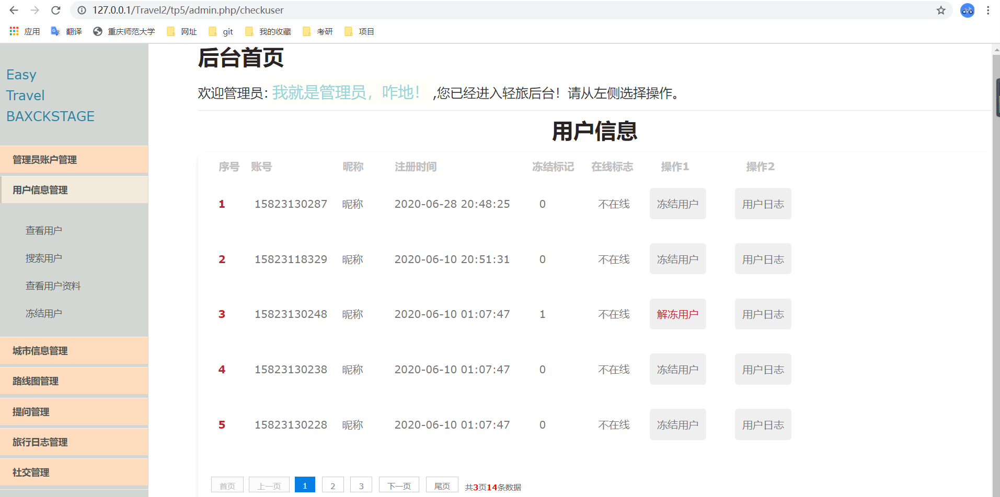 127.0.0.1/Travel2/tp5/admin.php/checkuser
应用 翻译 重庆师范大学 网址 git 我的收藏 考研 项目
Easy
Travel
BAXCKSTAGE
管理员账户管理
用户信息管理
查看用户
搜索用户
查看用户资料
冻结用户
城市信息管理
路线图管理
提问管理
旅行日志管理
社交管理
后台首页
欢迎管理员: 我就是管理员，咋地！ ,您已经进入轻旅后台！请从左侧选择操作。
用户信息
序号 账号 昵称 注册时间 冻结标记 在线标志 操作1 操作2
1 15823130287 昵称 2020-06-28 20:48:25 0 不在线 冻结用户 用户日志
2 15823118329 昵称 2020-06-10 20:51:31 0 不在线 冻结用户 用户日志
3 15823130248 昵称 2020-06-10 01:07:47 1 不在线 解冻用户 用户日志
4 15823130238 昵称 2020-06-10 01:07:47 0 不在线 冻结用户 用户日志
5 15823130228 昵称 2020-06-10 01:07:47 0 不在线 冻结用户 用户日志
首页 上一页 1 2 3 下一页 尾页 共3页14条数据